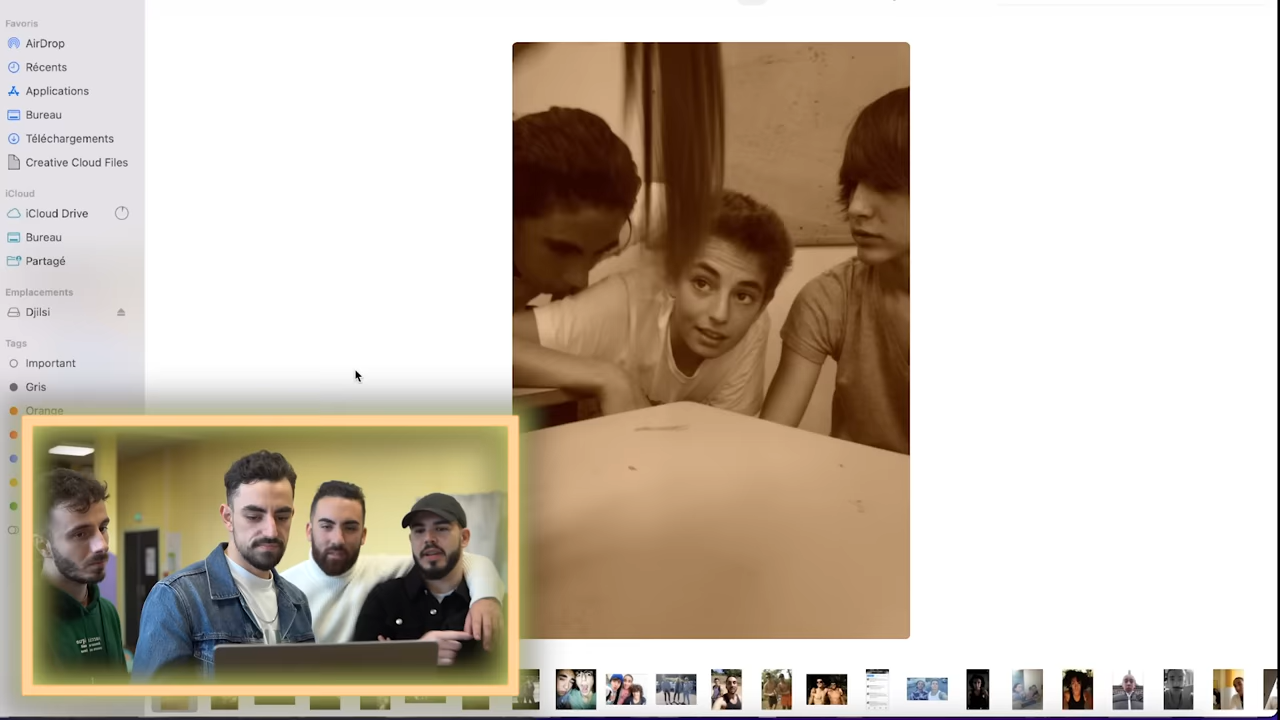 Favoris
AirDrop
Récents
Applications
Bureau
Téléchargements
Creative Cloud Files
iCloud
iCloud Drive
Bureau
Partagé
Emplacements
Djilsi
Tags
Important
Gris
Orange